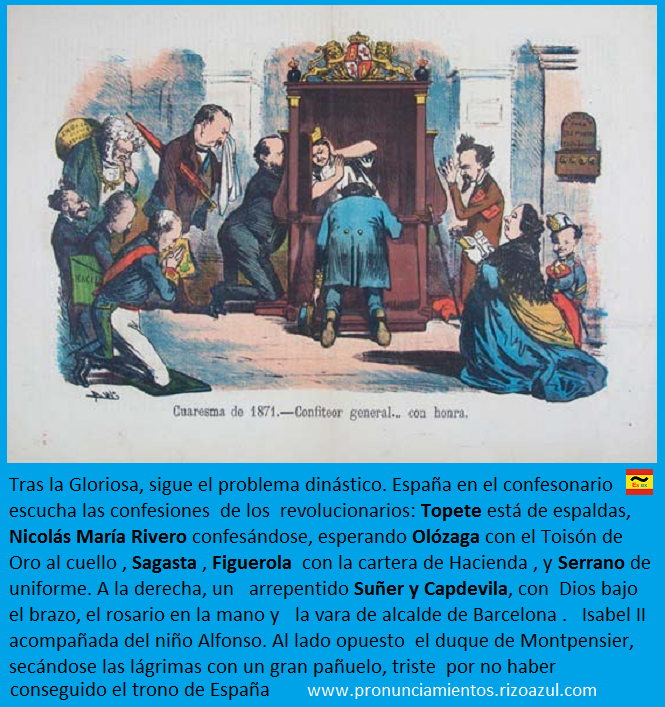 HACI
Cuaresma de 1871.—Confiteor general... con honra.
Tras la Gloriosa, sigue el problema dinástico. España en el confesonario
escucha las confesiones de los revolucionarios: Topete está de espaldas,
Nicolás María Rivero confesándose, esperando Olózaga con el Toisón de
Oro al cuello , Sagasta , Figuerola con la cartera de Hacienda , y Serrano de
uniforme. A la derecha, un arrepentido Suñer y Capdevila, con Dios bajo
el brazo, el rosario en la mano y la vara de alcalde de Barcelona . Isabel II
acompañada del niño Alfonso. Al lado opuesto el duque de Montpensier,
secándose las lágrimas con un gran pañuelo, triste por no haber
conseguido el trono de España www.pronunciamientos.rizoazul.com